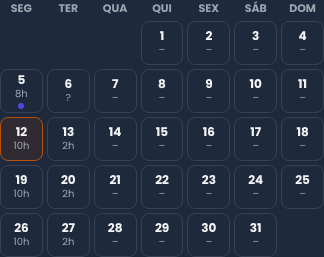 SEG TER QUA QUI SEX SÁB DOM
1 2 3 4
– – – –
5 6 7 8 9 10 11
8h ? – – – – –
12 13 14 15 16 17 18
10h 2h – – – – –
19 20 21 22 23 24 25
10h 2h – – – – –
26 27 28 29 30 31
10h 2h – – – –